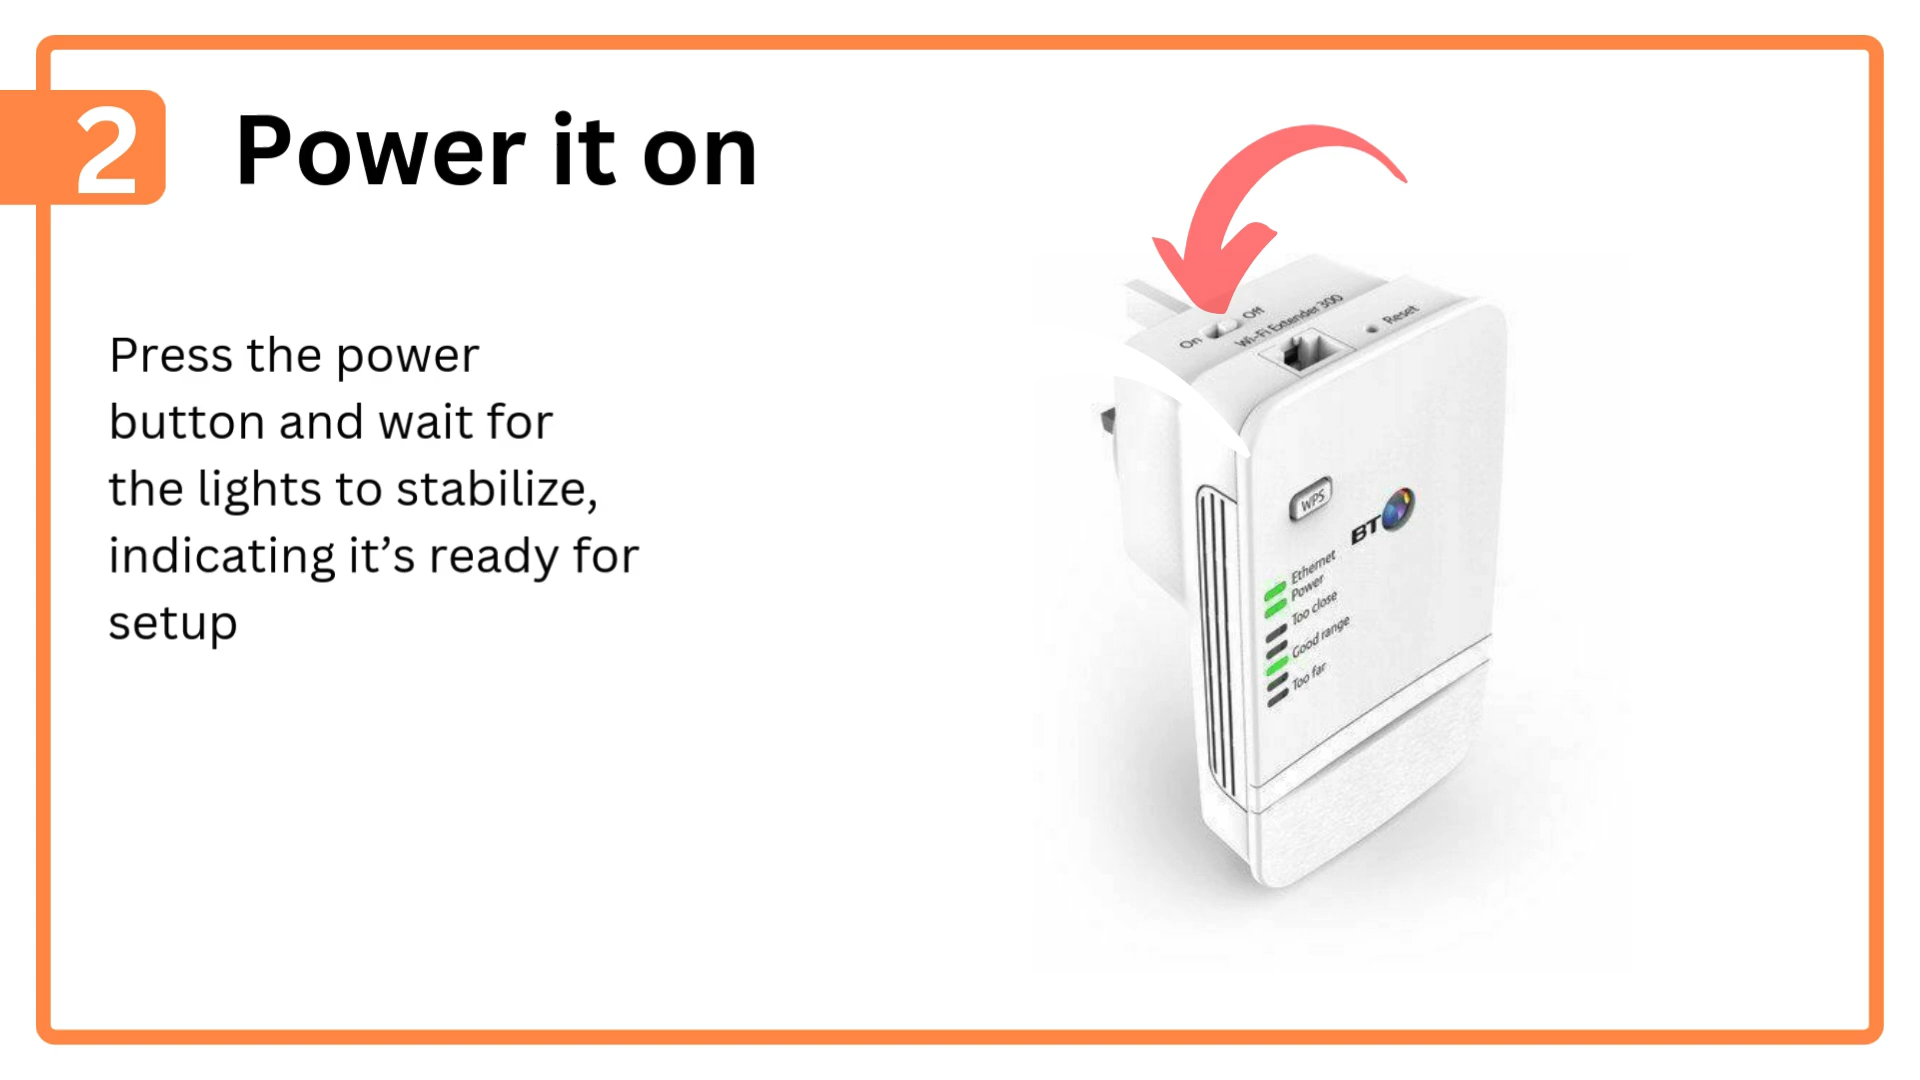 2
Power it on
Press the power
button and wait for
the lights to stabilize,
indicating it’s ready for
setup
On
Off
Wi-Fi Extender 300
Reset
WPS
BT
Ethernet
Power
Too close
Good range
Too far